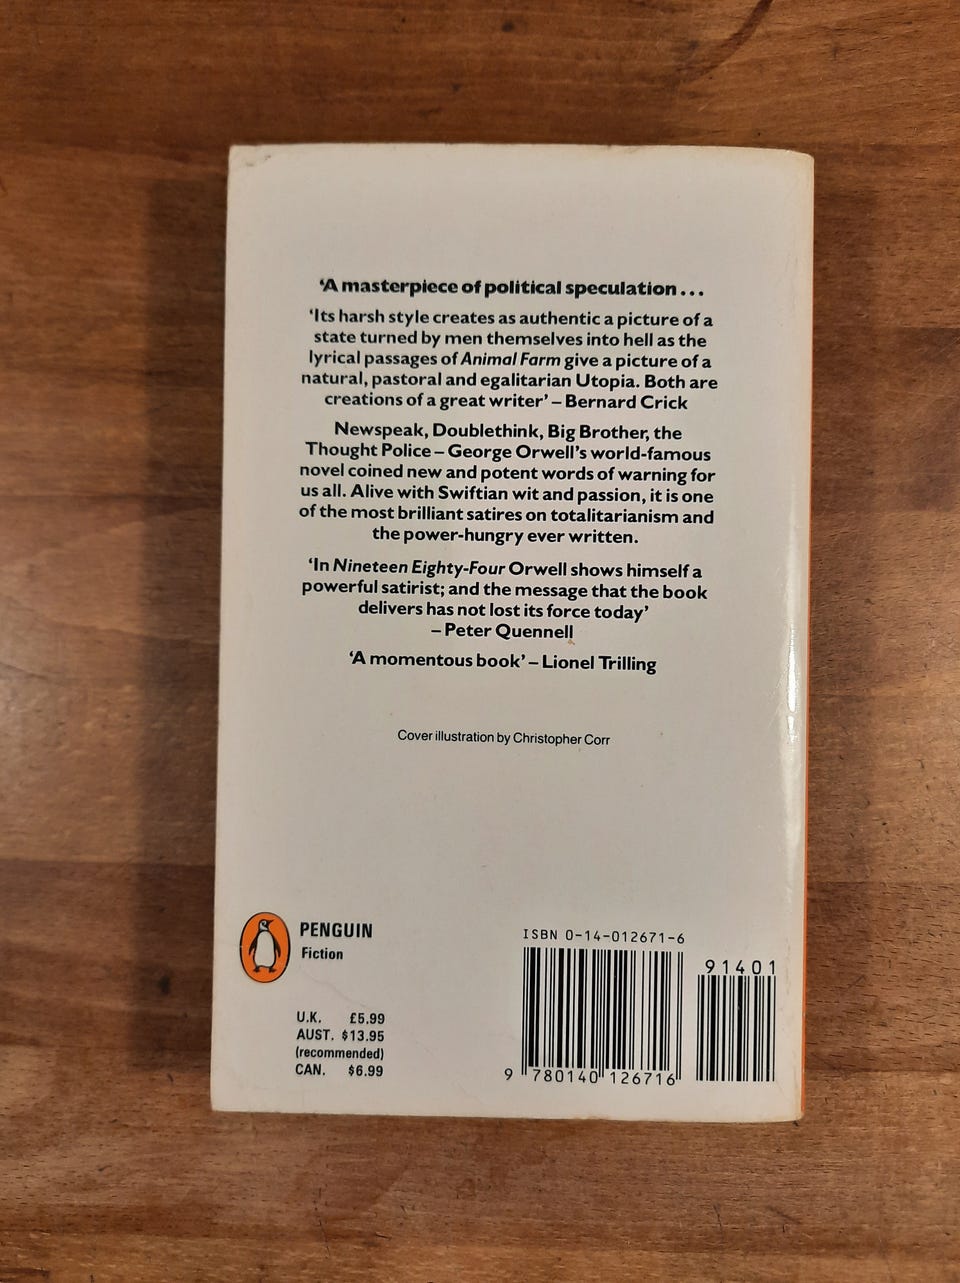 ‘A masterpiece of political speculation...
‘Its harsh style creates as authentic a picture of a
state turned by men themselves into hell as the
lyrical passages of Animal Farm give a picture of a
natural, pastoral and egalitarian Utopia. Both are
creations of a great writer’ – Bernard Crick
Newspeak, Doublethink, Big Brother, the
Thought Police – George Orwell’s world-famous
novel coined new and potent words of warning for
us all. Alive with Swiftian wit and passion, it is one
of the most brilliant satires on totalitarianism and
the power-hungry ever written.
‘In Nineteen Eighty-Four Orwell shows himself a
powerful satirist; and the message that the book
delivers has not lost its force today’
– Peter Quennell
‘A momentous book’ – Lionel Trilling
Cover illustration by Christopher Corr
PENGUIN
Fiction
U.K. £5.99
AUST. $13.95
(recommended)
CAN. $6.99
ISBN 0-14-012671-6
91401
9 780140 126716